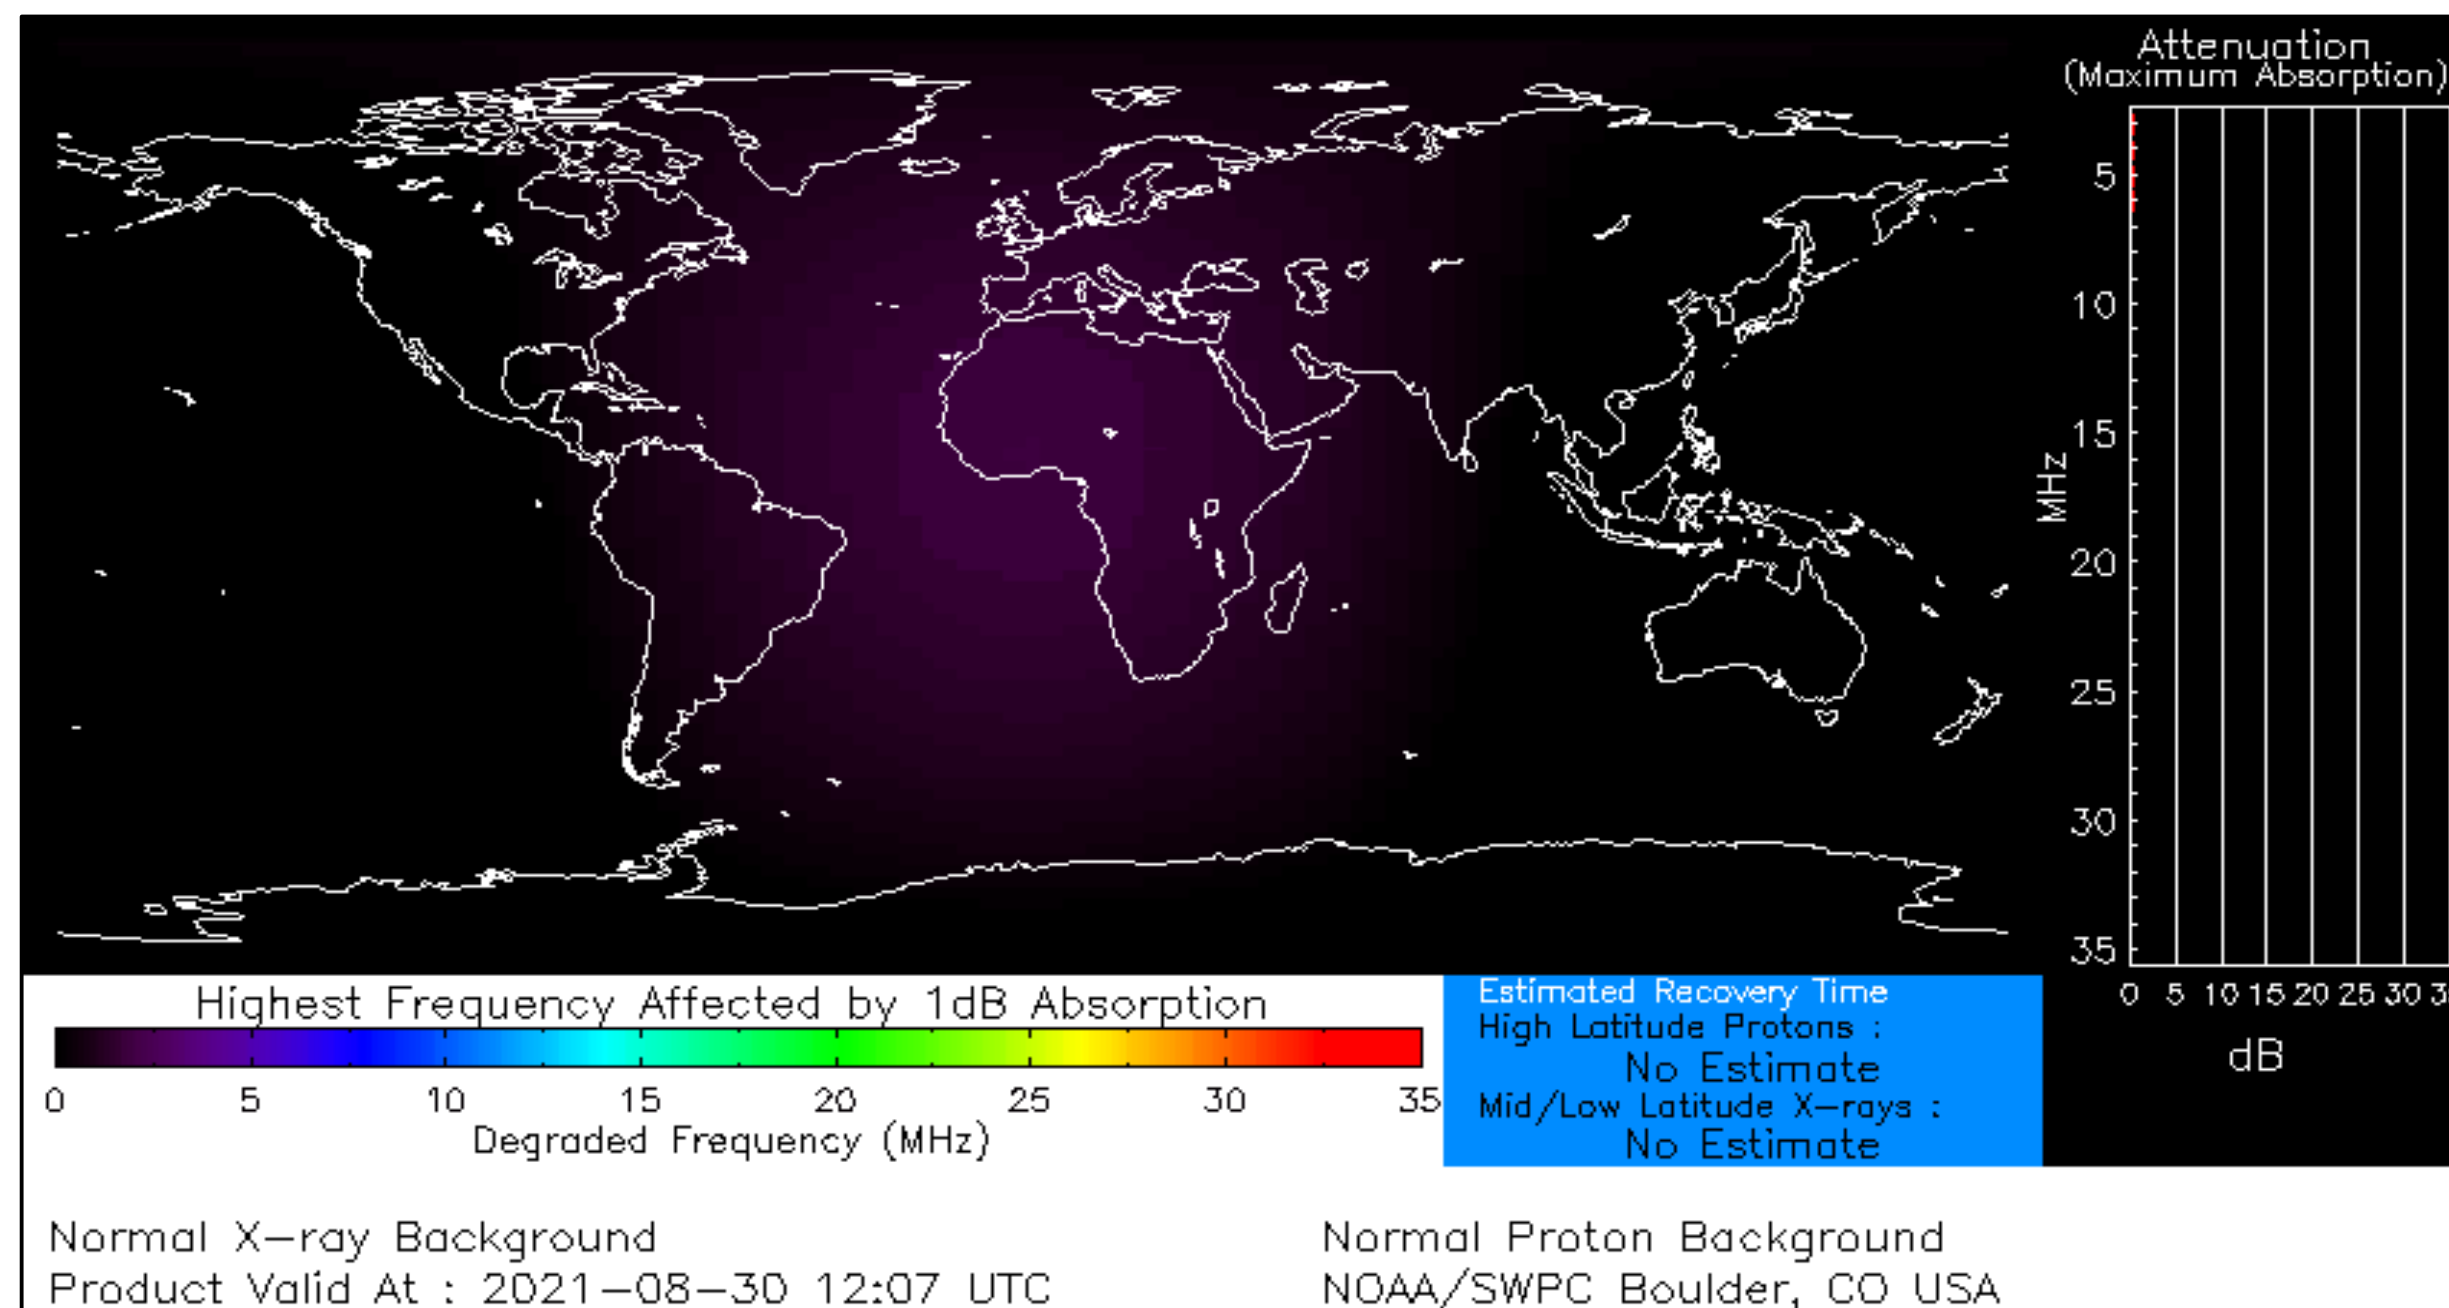 Attenuation
(Maximum Absorption)
5
10
15
20
25
30
35
MHz
0 5 10 15 20 25 30
dB
Highest Frequency Affected by 1dB Absorption
0 5 10 15 20 25 30 35
Degraded Frequency (MHz)
Estimated Recovery Time
High Latitude Protons :
No Estimate
Mid/Low Latitude X-rays :
No Estimate
Normal X-ray Background
Normal Proton Background
Product Valid At : 2021-08-30 12:07 UTC
NOAA/SWPC Boulder, CO USA